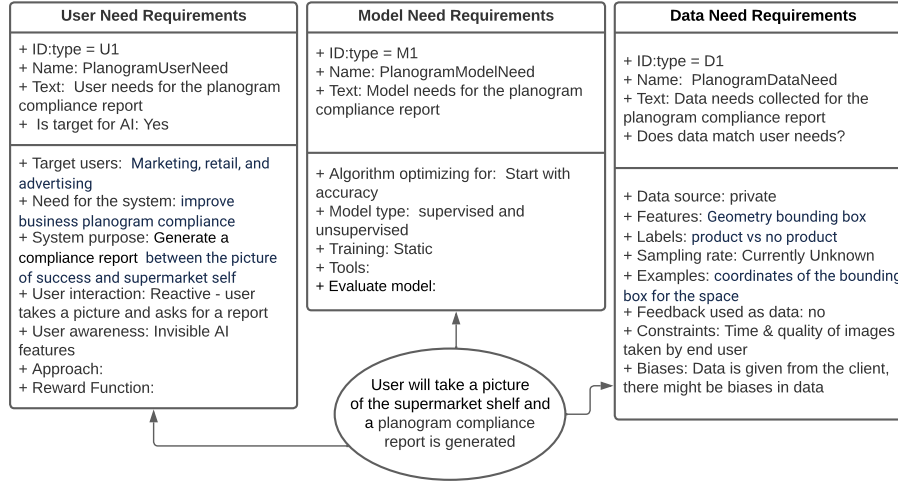 User Need Requirements
+ ID:type = U1
+ Name: PlanogramUserNeed
+ Text:  User needs for the planogram
compliance report
+  Is target for AI: Yes
+ Target users:  Marketing, retail, and
advertising
+ Need for the system: improve
business planogram compliance
+ System purpose: Generate a
compliance report  between the picture
of success and supermarket self
+ User interaction: Reactive - user
takes a picture and asks for a report
+ User awareness: Invisible AI
features
+ Approach:
+ Reward Function:
Model Need Requirements
+ ID:type = M1
+ Name: PlanogramModelNeed
+ Text: Model needs for the planogram
compliance report
+ Algorithm optimizing for:  Start with
accuracy
+ Model type:  supervised and
unsupervised
+ Training: Static
+ Tools:
+ Evaluate model:
Data Need Requirements
+ ID:type = D1
+ Name:  PlanogramDataNeed
+ Text: Data needs collected for the
planogram compliance report
+ Does data match user needs?
+ Data source: private
+ Features: Geometry bounding box
+ Labels: product vs no product
+ Sampling rate: Currently Unknown
+ Examples: coordinates of the bounding
box for the space
+ Feedback used as data: no
+ Constraints: Time & quality of images
taken by end user
+ Biases: Data is given from the client,
there might be biases in data
User will take a picture
of the supermarket shelf and
a planogram compliance
report is generated